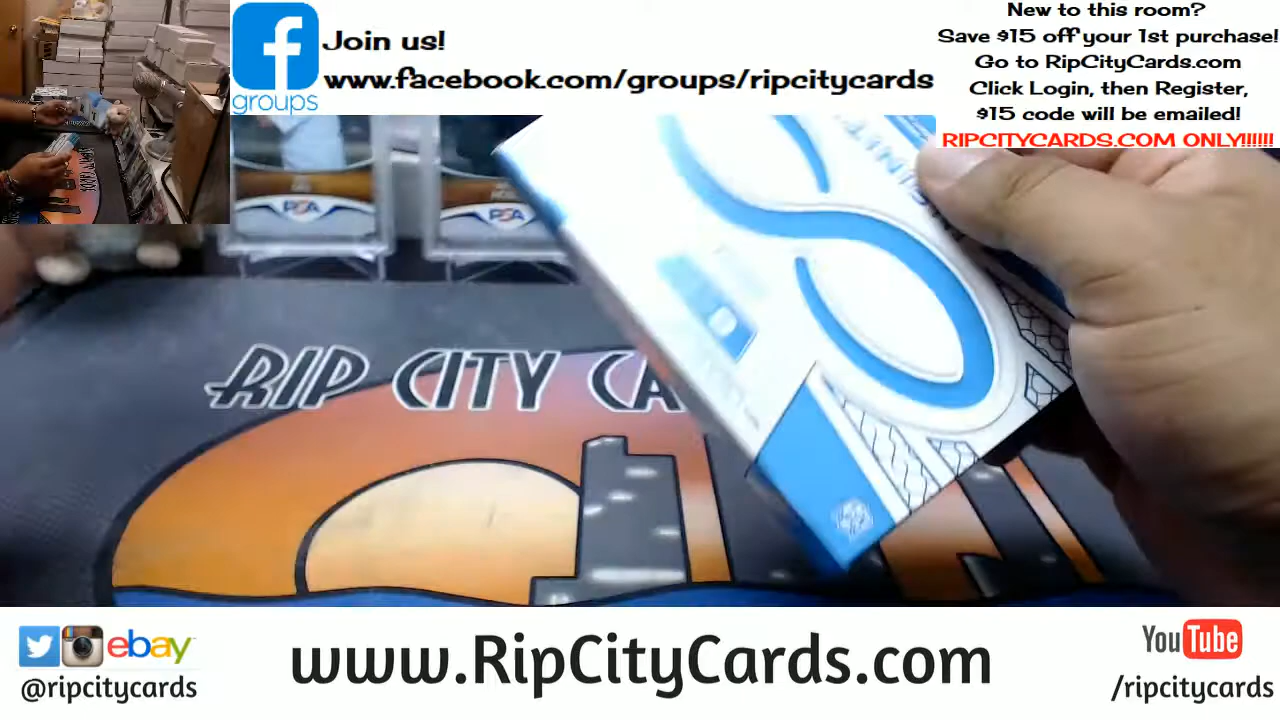 f
groups
Join us!
www.facebook.com/groups/ripcitycards
New to this room?
Save $15 off your 1st purchase!
Go to RipCityCards.com
Click Login, then Register,
$15 code will be emailed!
RIPCITYCARDS.COM ONLY!!!!!!
PSA
PSA
RIP CITY CA
ebay
@ripcitycards
www.RipCityCards.com
YouTube
/ripcitycards